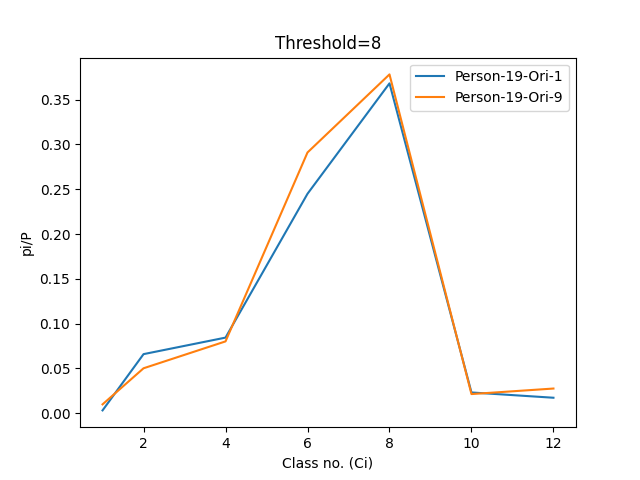 Threshold=8
Person-19-Ori-1
Person-19-Ori-9
pi/P
0.35
0.30
0.25
0.20
0.15
0.10
0.05
0.00
2 4 6 8 10 12
Class no. (Ci)